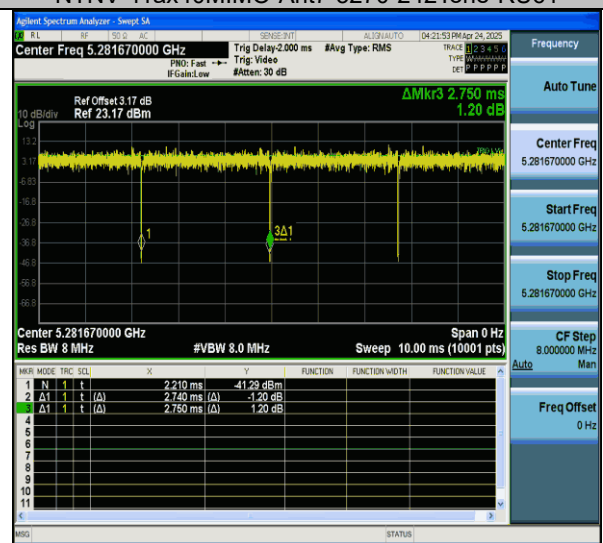 Agilent Spectrum Analyzer - Swept SA
RL RF 50 Ω AC SENSE:INT ALIGNAUTO 04:21:53 PM Apr 24, 2025
Center Freq 5.281670000 GHz
PNO: Fast
IFGain:Low
Trig Delay-2.000 ms
Trig: Video
#Atten: 30 dB
#Avg Type: RMS
TRACE 1 2 3 4 5 6
TYPE
DET P P P P P P
ΔMkr3 2.750 ms
1.20 dB
Ref Offset 3.17 dB
10 dB/div Ref 23.17 dBm
Log
13.2
3.17
-6.83
-16.8
-26.8
-36.8
-46.8
-56.8
-66.8
1
3Δ1
Center 5.281670000 GHz Span 0 Hz
Res BW 8 MHz #VBW 8.0 MHz Sweep 10.00 ms (10001 pts)
MKR MODE TRC SCL X Y FUNCTION FUNCTION WIDTH FUNCTION VALUE
1 N 1 t 2.210 ms -41.29 dBm
2 Δ1 1 t (Δ) 2.740 ms (Δ) -1.20 dB
3 Δ1 1 t (Δ) 2.750 ms (Δ) 1.20 dB
4
5
6
7
8
9
10
11
MSG STATUS
Frequency
Auto Tune
Center Freq
5.281670000 GHz
Start Freq
5.281670000 GHz
Stop Freq
5.281670000 GHz
CF Step
8.000000 MHz
Auto Man
Freq Offset
0 Hz